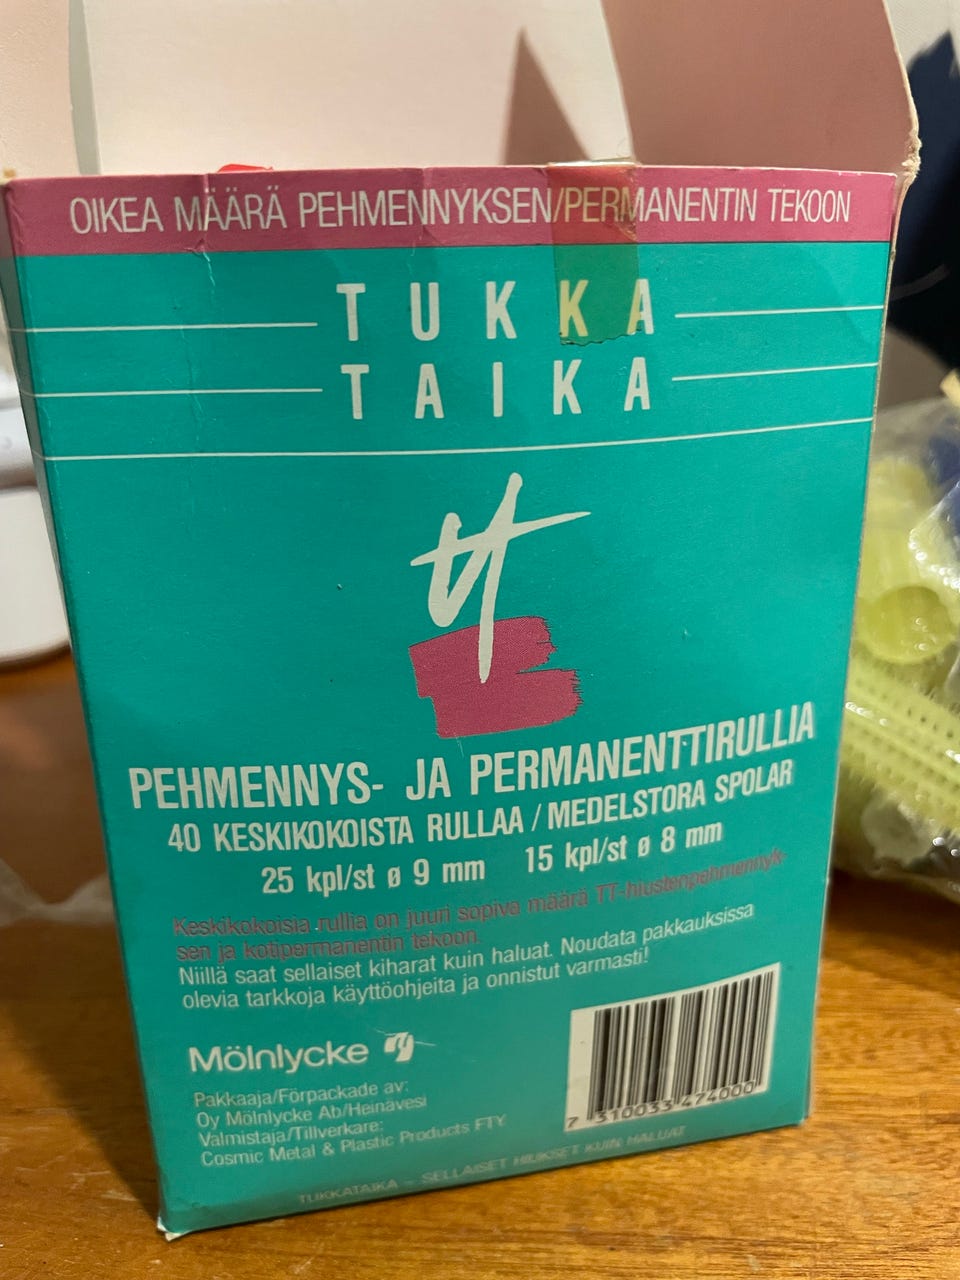 OIKEA MÄÄRÄ PEHMENNYKSEN/PERMANENTIN TEKOON
TUKKA
TAIKA
tt
PEHMENNYS- JA PERMANENTTIRULLIA
40 KESKIKOKOISTA RULLAA / MEDELSTORA SPOLAR
25 kpl/st ø 9 mm 15 kpl/st ø 8 mm
Keskikokoisia rullia on juuri sopiva määrä TT-hiustenpehmennyk-
sen ja kotipermanentin tekoon.
Niillä saat sellaiset kiharat kuin haluat. Noudata pakkauksissa
olevia tarkkoja käyttöohjeita ja onnistut varmasti!
Mölnlycke
Pakkaaja/Förpackade av:
Oy Mölnlycke Ab/Heinävesi
Valmistaja/Tillverkare:
Cosmic Metal & Plastic Products FTY
7 310033 474000
TUKKATAIKA – SELLAISET HIUKSET KUIN HALUAT